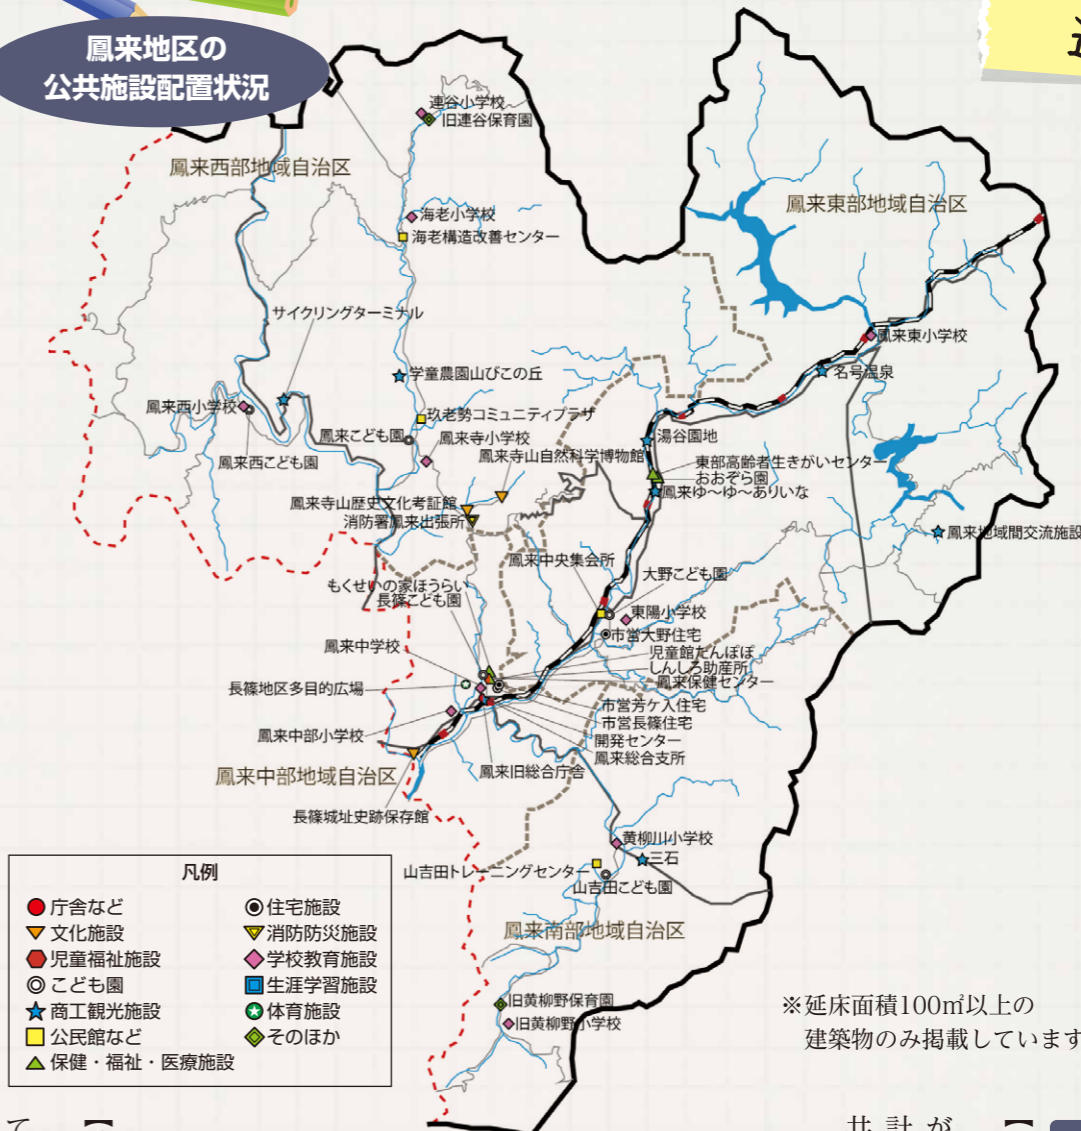 鳳来地区の
公共施設配置状況
連谷小学校
旧連谷保育園
鳳来西部地域自治区
鳳来東部地域自治区
海老小学校
海老構造改善センター
サイクリングターミナル
鳳来東小学校
名号温泉
学童農園山びこの丘
鳳来西小学校
玖老勢コミュニティプラザ
鳳来こども園
鳳来寺小学校
湯谷園地
鳳来西こども園
鳳来寺山自然科学博物館
東部高齢者生きがいセンター
おおぞら園
鳳来ゆ〜ゆ〜ありいな
鳳来寺山歴史文化考証館
消防署鳳来出張所
鳳来地域間交流施設
鳳来中央集会所
大野こども園
もくせいの家ほうらい
長篠こども園
東陽小学校
市営大野住宅
鳳来中学校
児童館たんぽぽ
しんしろ助産所
鳳来保健センター
長篠地区多目的広場
市営芳ケ入住宅
市営長篠住宅
鳳来中部小学校
開発センター
鳳来総合支所
鳳来中部地域自治区
鳳来旧総合庁舎
長篠城址史跡保存館
黄柳川小学校
三石
山吉田トレーニングセンター
山吉田こども園
鳳来南部地域自治区
旧黄柳野保育園
旧黄柳野小学校
凡例
庁舎など
住宅施設
文化施設
消防防災施設
児童福祉施設
学校教育施設
こども園
生涯学習施設
商工観光施設
体育施設
公民館など
そのほか
保健・福祉・医療施設
※延床面積100㎡以上の
建築物のみ掲載しています
て
【
共 計 が
【